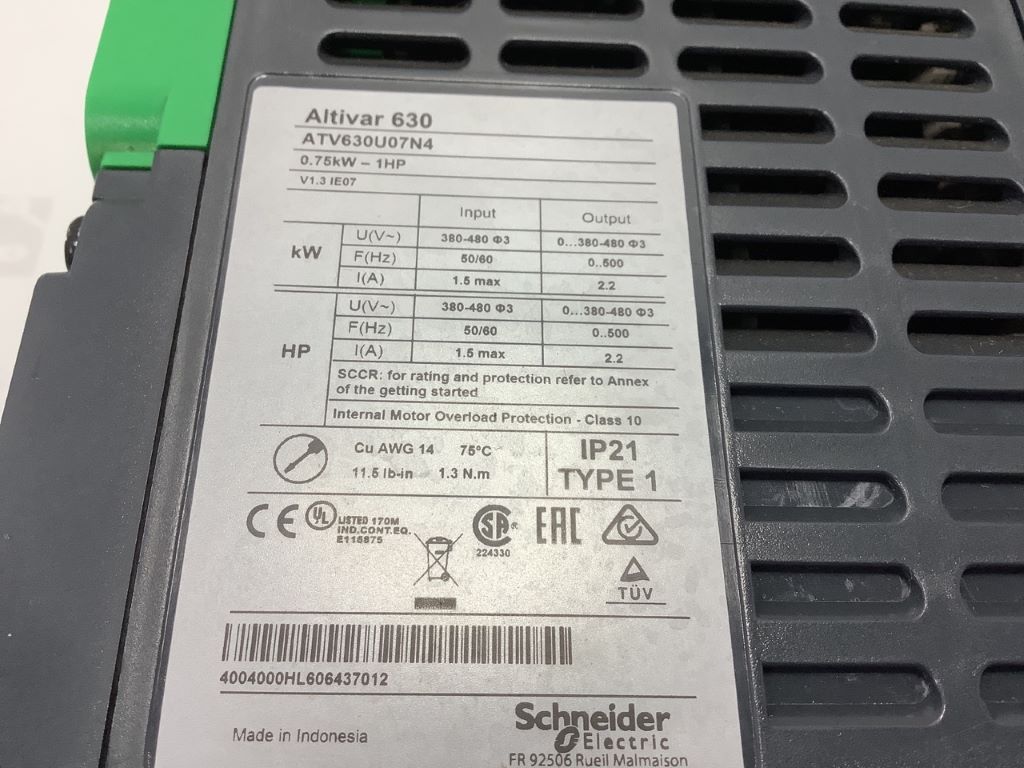 Altivar 630
ATV630U07N4
0.75kW - 1HP
V1.3 IE07
Input Output
kW
U(V~) 380-480 Φ3 0...380-480 Φ3
F(Hz) 50/60 0..500
I(A) 1.5 max 2.2
HP
U(V~) 380-480 Φ3 0...380-480 Φ3
F(Hz) 50/60 0..500
I(A) 1.5 max 2.2
SCCR: for rating and protection refer to Annex
of the getting started
Internal Motor Overload Protection - Class 10
Cu AWG 14 75°C
11.5 lb-in 1.3 N.m
IP21
TYPE 1
CE
UL
LISTED 170M
IND.CONT.EQ.
E116875
SA®
224330
EAC
TÜV
4004000HL606437012
Made in Indonesia
Schneider
Electric
FR 92506 Rueil Malmaison